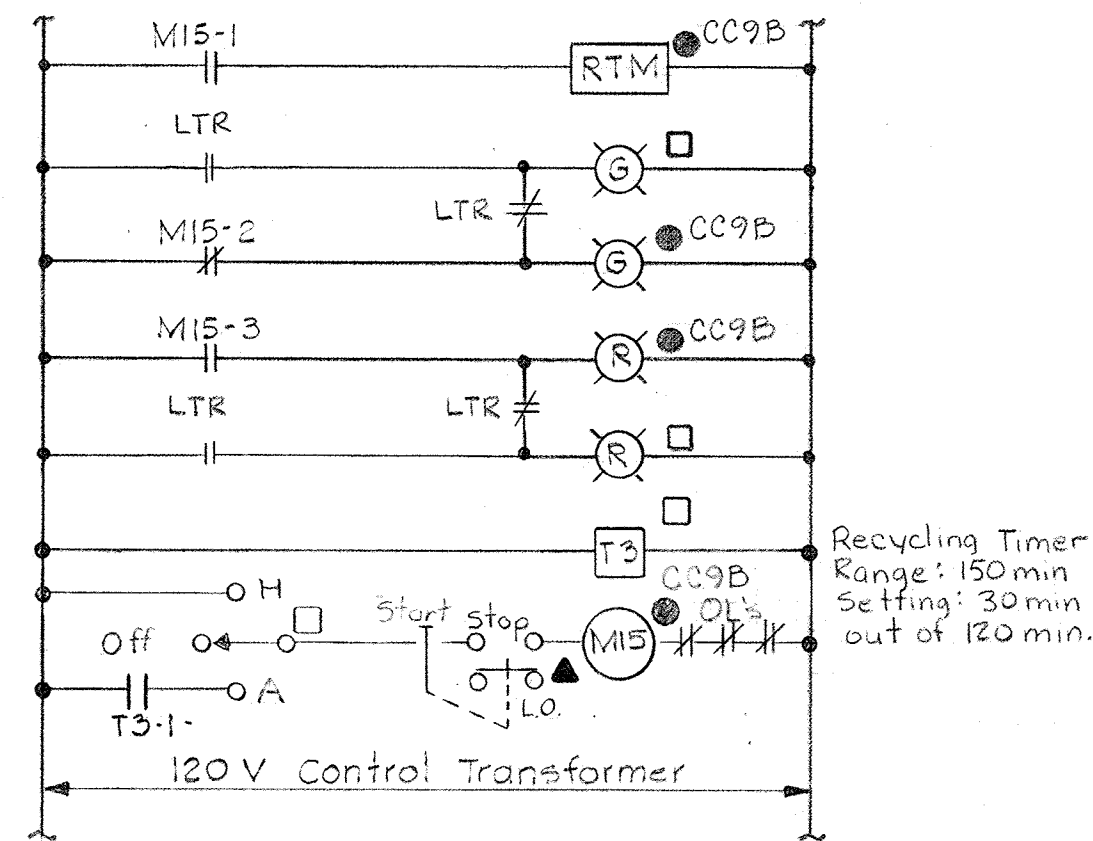 M15-1
CC9B
RTM
LTR
G
LTR
M15-2
CC9B
G
M15-3
CC9B
R
LTR
LTR
R
T3
Recycling Timer
Range: 150 min
Setting: 30 min
out of 120 min.
H
CC9B
OL's
Start
Stop
Off
M15
A
L.O.
T3-1-
120 V Control Transformer